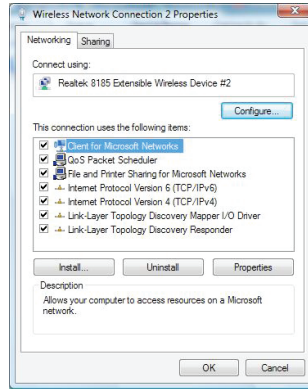 Wireless Network Connection 2 Properties
Networking Sharing
Connect using:
Realtek 8185 Extensible Wireless Device #2
Configure...
This connection uses the following items:
Client for Microsoft Networks
QoS Packet Scheduler
File and Printer Sharing for Microsoft Networks
Internet Protocol Version 6 (TCP/IPv6)
Internet Protocol Version 4 (TCP/IPv4)
Link-Layer Topology Discovery Mapper I/O Driver
Link-Layer Topology Discovery Responder
Install... Uninstall Properties
Description
Allows your computer to access resources on a Microsoft
network.
OK Cancel